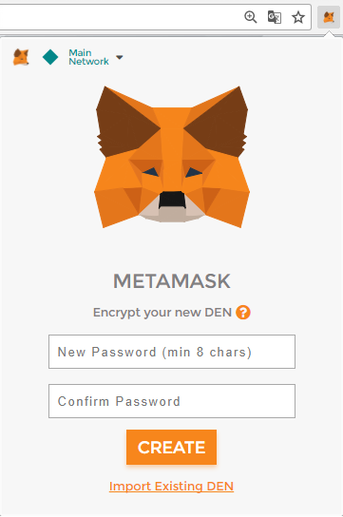 Main
Network
METAMASK
Encrypt your new DEN ?
New Password (min 8 chars)
Confirm Password
CREATE
Import Existing DEN